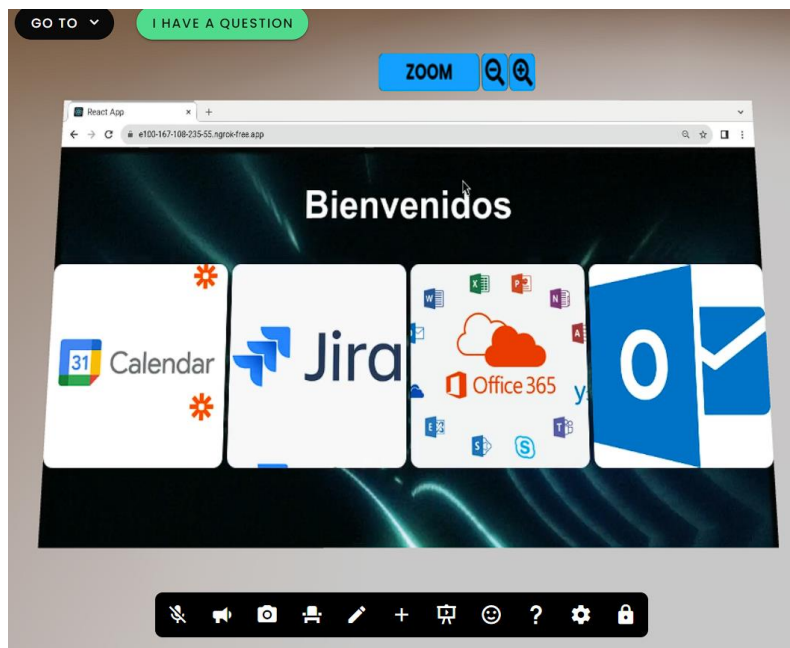 GO TO
I HAVE A QUESTION
ZOOM
React App
e100-167-108-235-55.ngrok-free.app
Bienvenidos
31 Calendar
Jira
W X P N
A
Office 365
y
E S S T
O
?